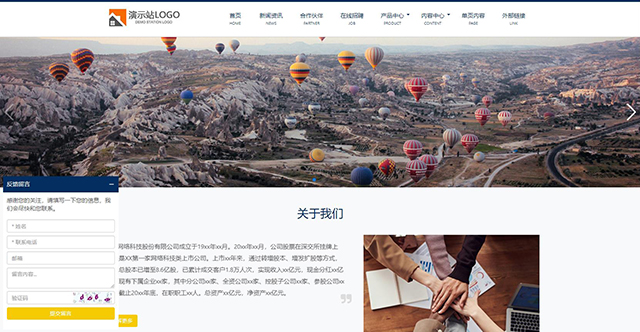 演示站LOGO
DEMO STATION LOGO
首页 新闻资讯 合作伙伴 在线招聘 产品中心 内容中心 单页内容 外部链接
HOME NEWS PARTNER JOB PRODUCT CONTENT PAGE LINK
反馈留言
感谢您的关注，请填写一下您的信息，我们会尽快和您联系。
* 姓名
* 联系电话
邮箱
留言内容...
验证码
提交留言
关于我们
网络科技股份有限公司成立于19xx年xx月。20xx年xx月，公司股票在深交所挂牌上
是XX第一家网络科技类上市公司。上市xx年来，通过转增股本、增发扩股等方式，
总股本已增至8.6亿股，已累计成交客户1.8万人次、实现收入xx亿元、现金分红xx亿
现有下属企业xx家，其中分公司xx家、全资公司xx家、控股子公司xx家、参股公司xx
截止20xx年底，在职职工xx人，总资产xx亿元，净资产xx亿元。